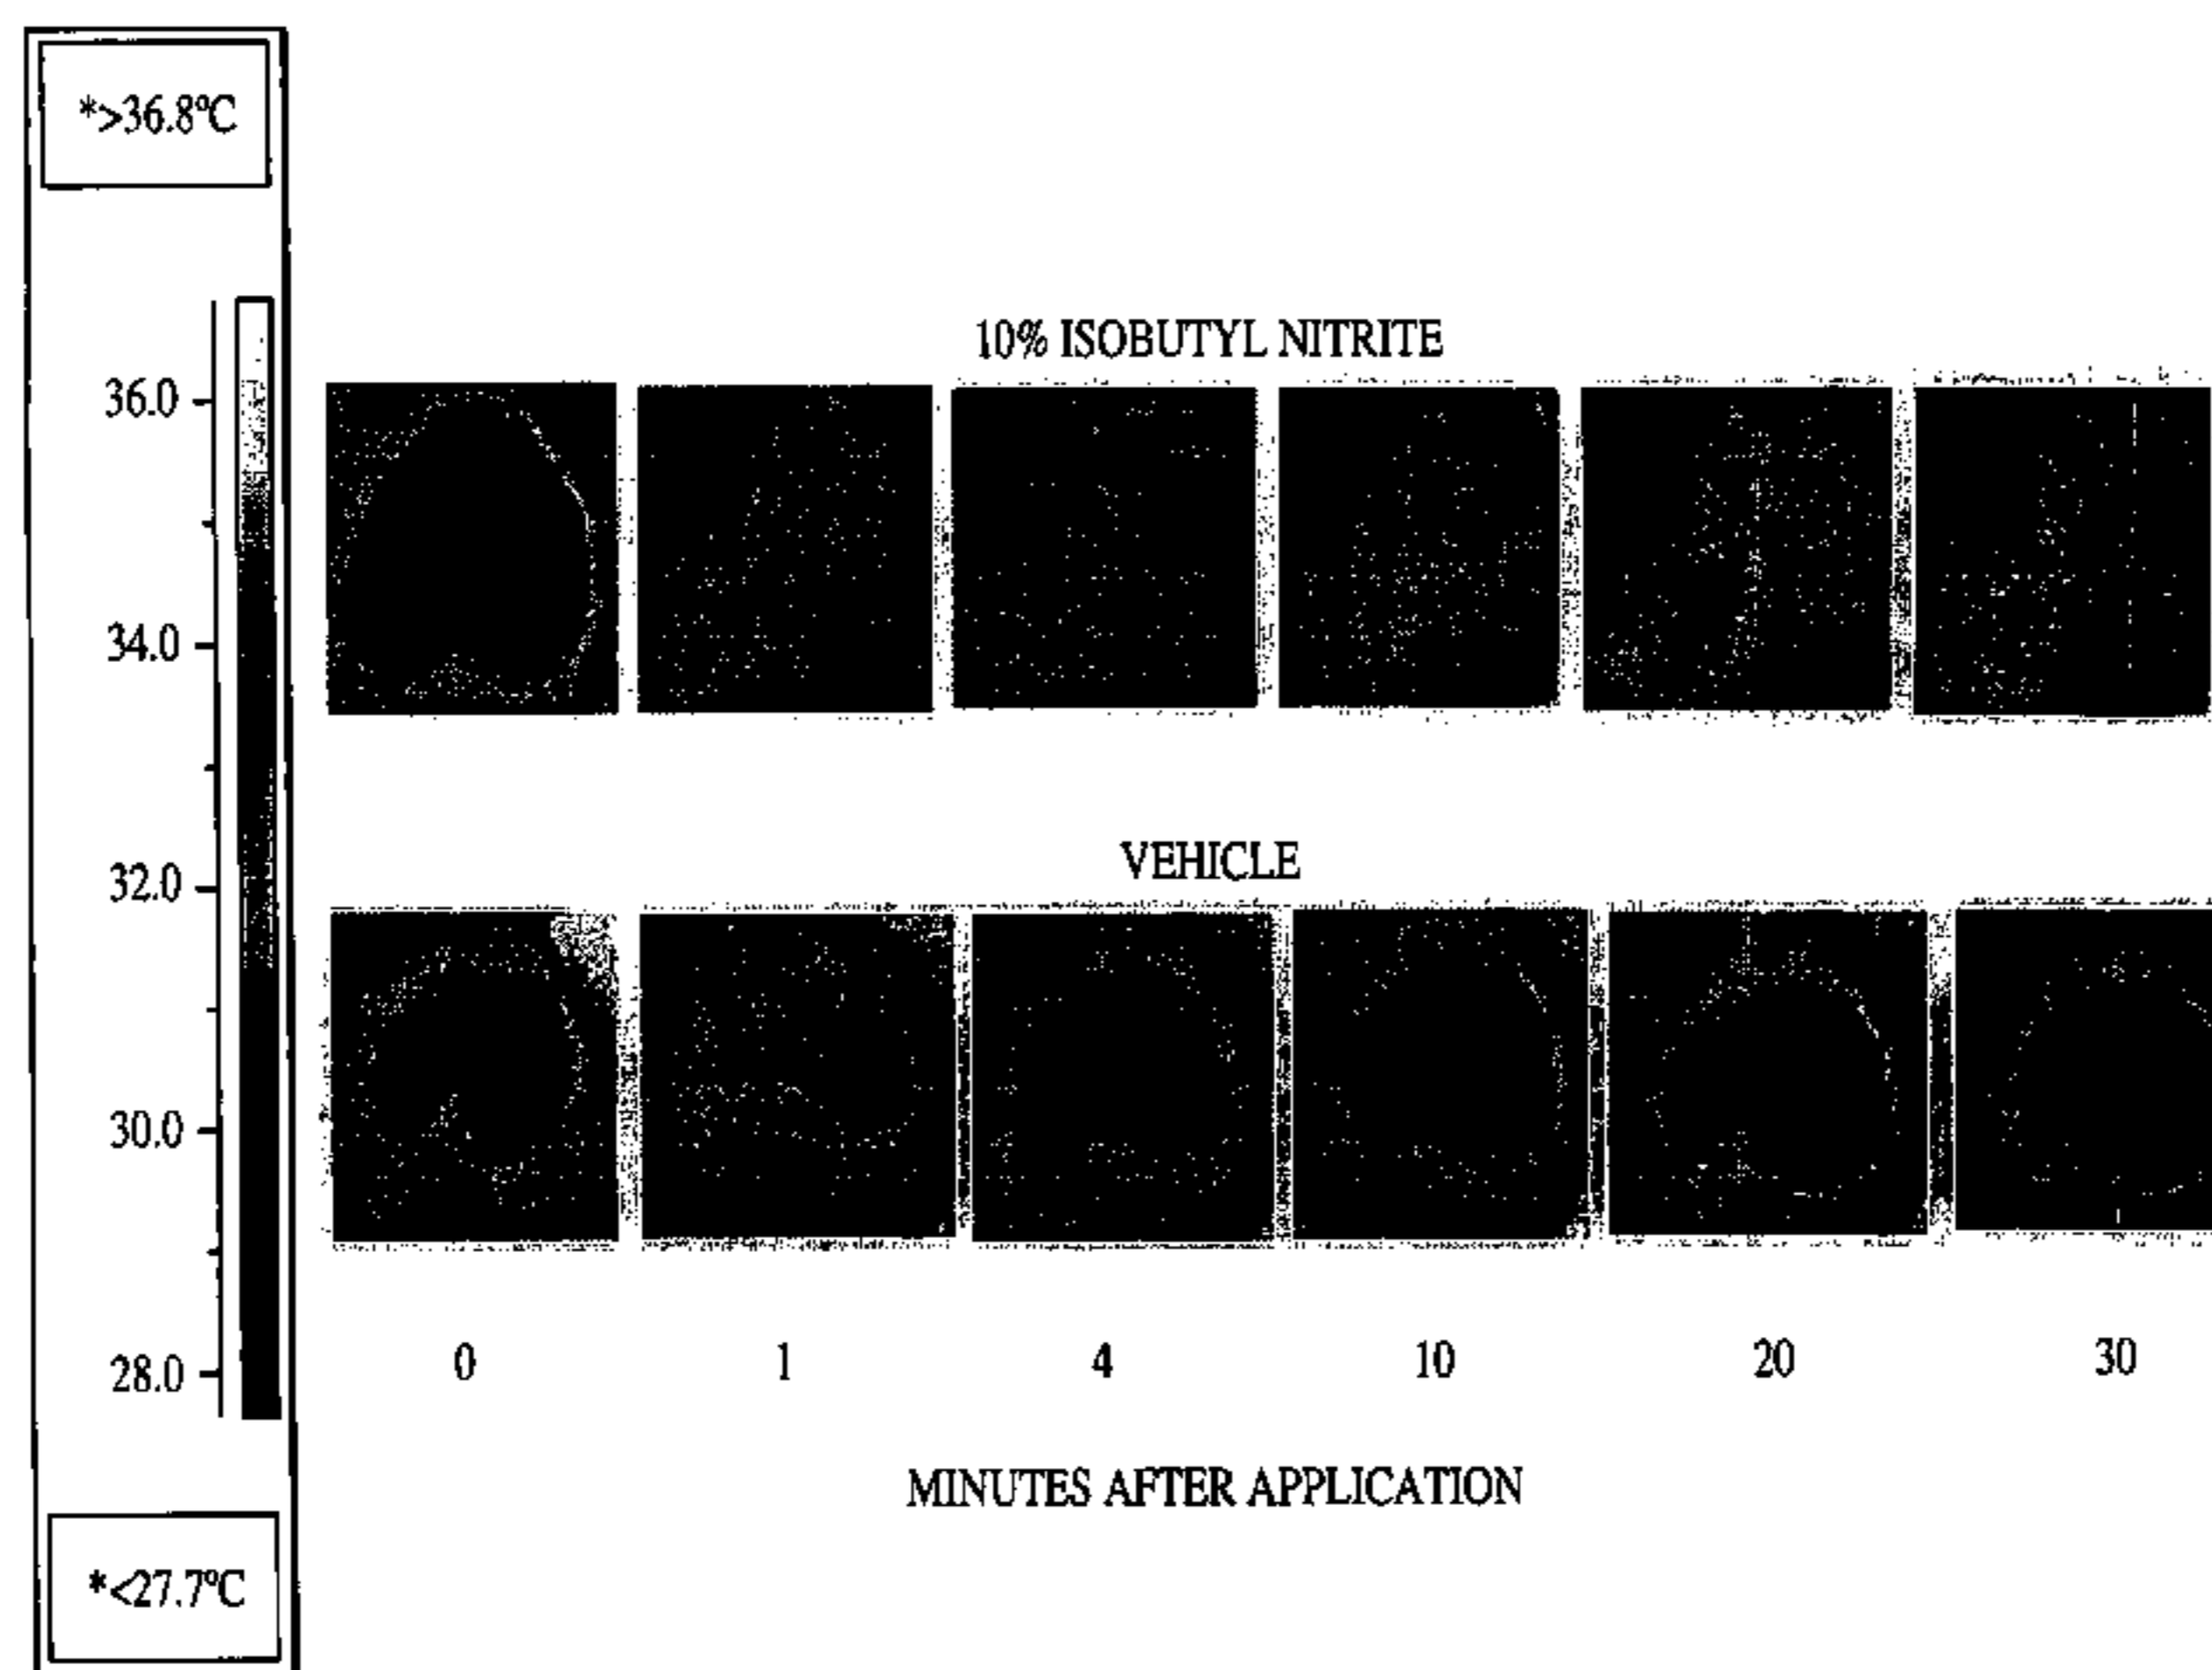 *>36.8ºC
36.0
34.0
32.0
30.0
28.0
*<27.7ºC
10% ISOBUTYL NITRITE
VEHICLE
0 1 4 10 20 30
MINUTES AFTER APPLICATION